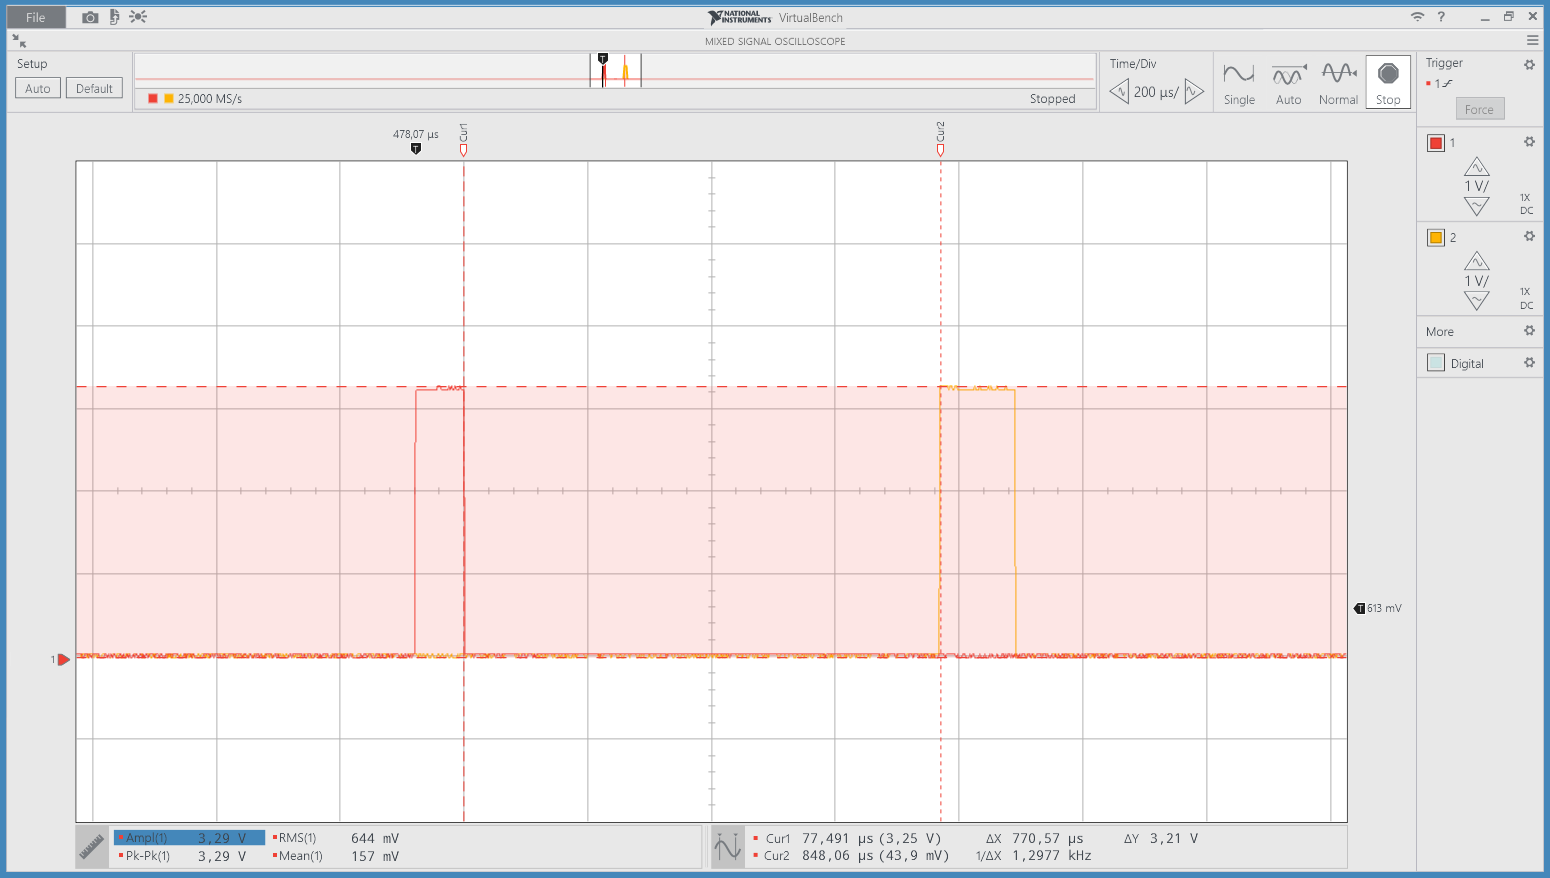 File
NATIONAL INSTRUMENTS VirtualBench
?
MIXED SIGNAL OSCILLOSCOPE
Setup
Auto Default
T
25,000 MS/s
Stopped
Time/Div
200 µs/
Single Auto Normal Stop
Trigger
1
Force
1
1 V/
1X
DC
2
1 V/
1X
DC
More
Digital
478,07 µs
T
Cur1
Cur2
1
T 613 mV
Ampl(1) 3,29 V RMS(1) 644 mV
Pk-Pk(1) 3,29 V Mean(1) 157 mV
Cur1 77,491 µs (3,25 V) ΔX 770,57 µs ΔY 3,21 V
Cur2 848,06 µs (43,9 mV) 1/ΔX 1,2977 kHz